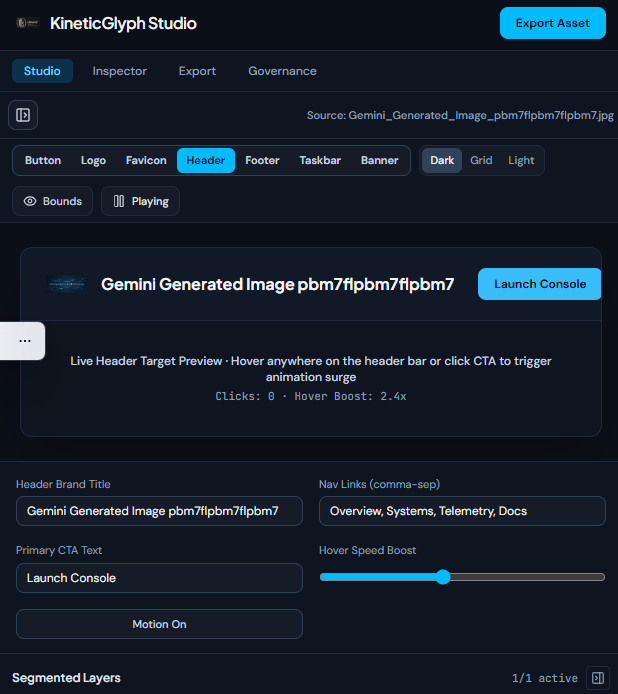 KineticGlyph Studio
Export Asset
Studio Inspector Export Governance
Source: Gemini_Generated_Image_pbm7flpbm7flpbm7.jpg
Button Logo Favicon Header Footer Taskbar Banner Dark Grid Light
Bounds Playing
Gemini Generated Image pbm7flpbm7flpbm7
Launch Console
...
Live Header Target Preview · Hover anywhere on the header bar or click CTA to trigger
animation surge
Clicks: 0 · Hover Boost: 2.4x
Header Brand Title Nav Links (comma-sep)
Gemini Generated Image pbm7flpbm7flpbm7 Overview, Systems, Telemetry, Docs
Primary CTA Text Hover Speed Boost
Launch Console
Motion On
Segmented Layers 1/1 active